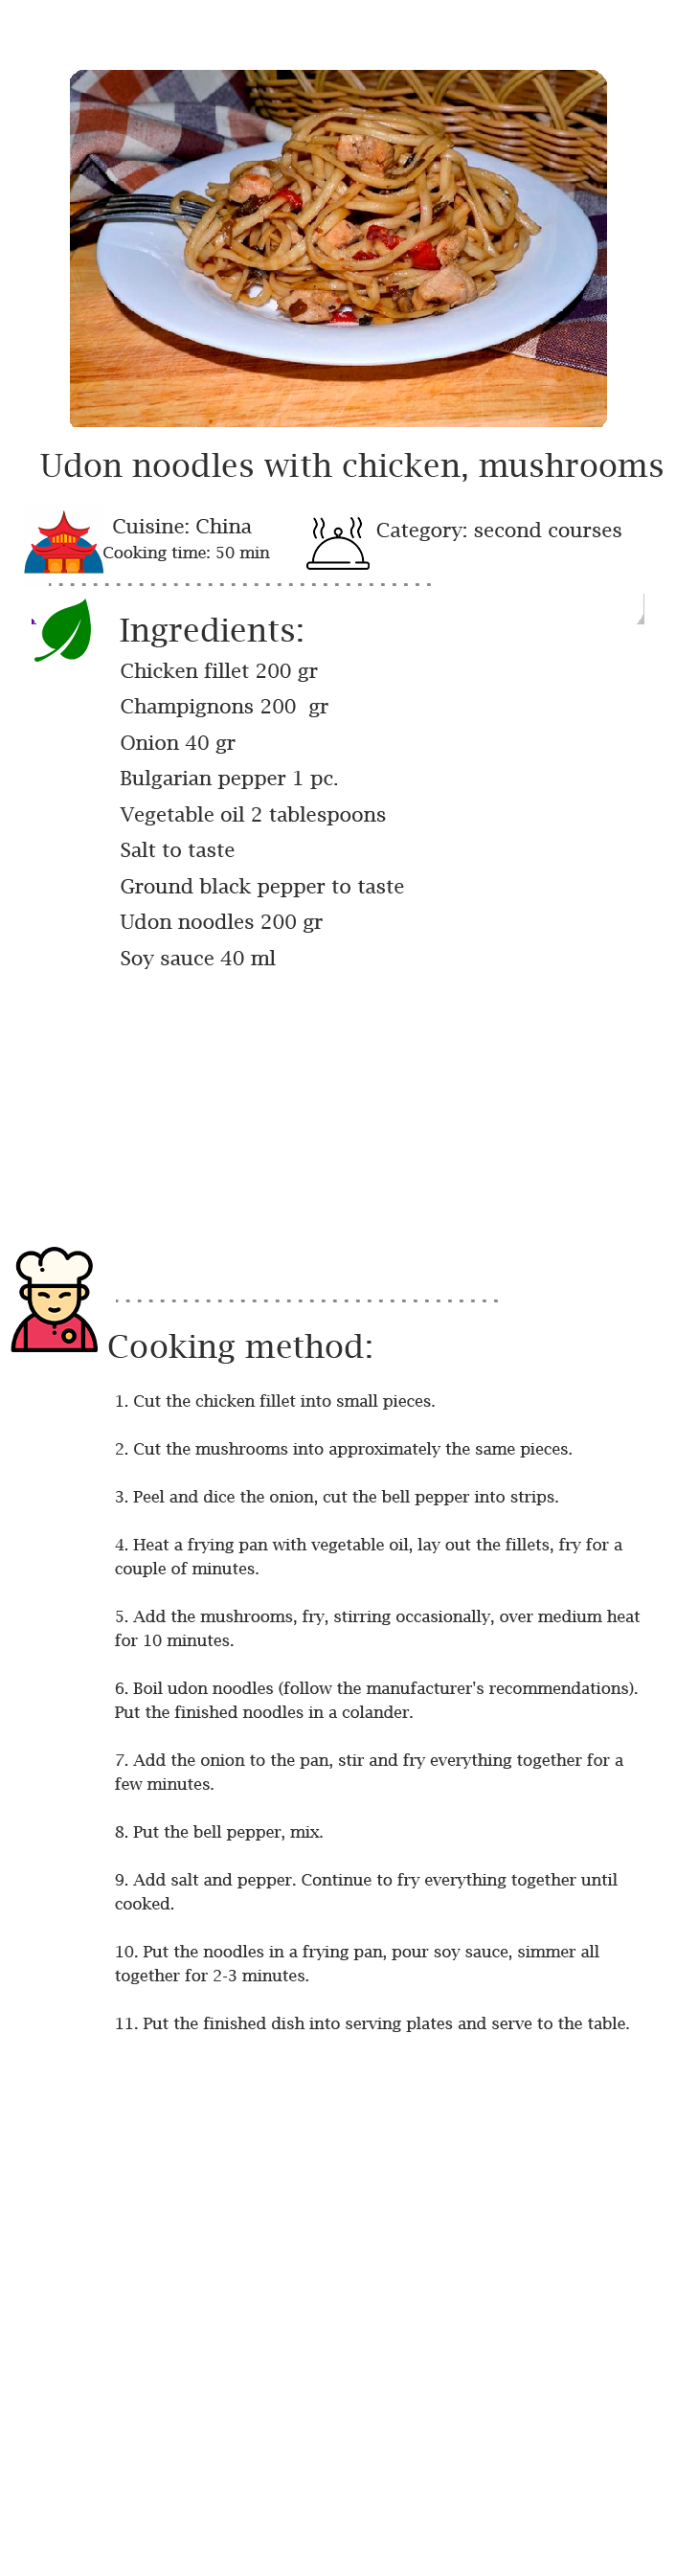 Udon noodles with chicken, mushrooms
Cuisine: China
Cooking time: 50 min
Category: second courses
Ingredients:
Chicken fillet 200 gr
Champignons 200  gr
Onion 40 gr
Bulgarian pepper 1 pc.
Vegetable oil 2 tablespoons
Salt to taste
Ground black pepper to taste
Udon noodles 200 gr
Soy sauce 40 ml
Cooking method:
1. Cut the chicken fillet into small pieces.
2. Cut the mushrooms into approximately the same pieces.
3. Peel and dice the onion, cut the bell pepper into strips.
4. Heat a frying pan with vegetable oil, lay out the fillets, fry for a
couple of minutes.
5. Add the mushrooms, fry, stirring occasionally, over medium heat
for 10 minutes.
6. Boil udon noodles (follow the manufacturer's recommendations).
Put the finished noodles in a colander.
7. Add the onion to the pan, stir and fry everything together for a
few minutes.
8. Put the bell pepper, mix.
9. Add salt and pepper. Continue to fry everything together until
cooked.
10. Put the noodles in a frying pan, pour soy sauce, simmer all
together for 2-3 minutes.
11. Put the finished dish into serving plates and serve to the table.